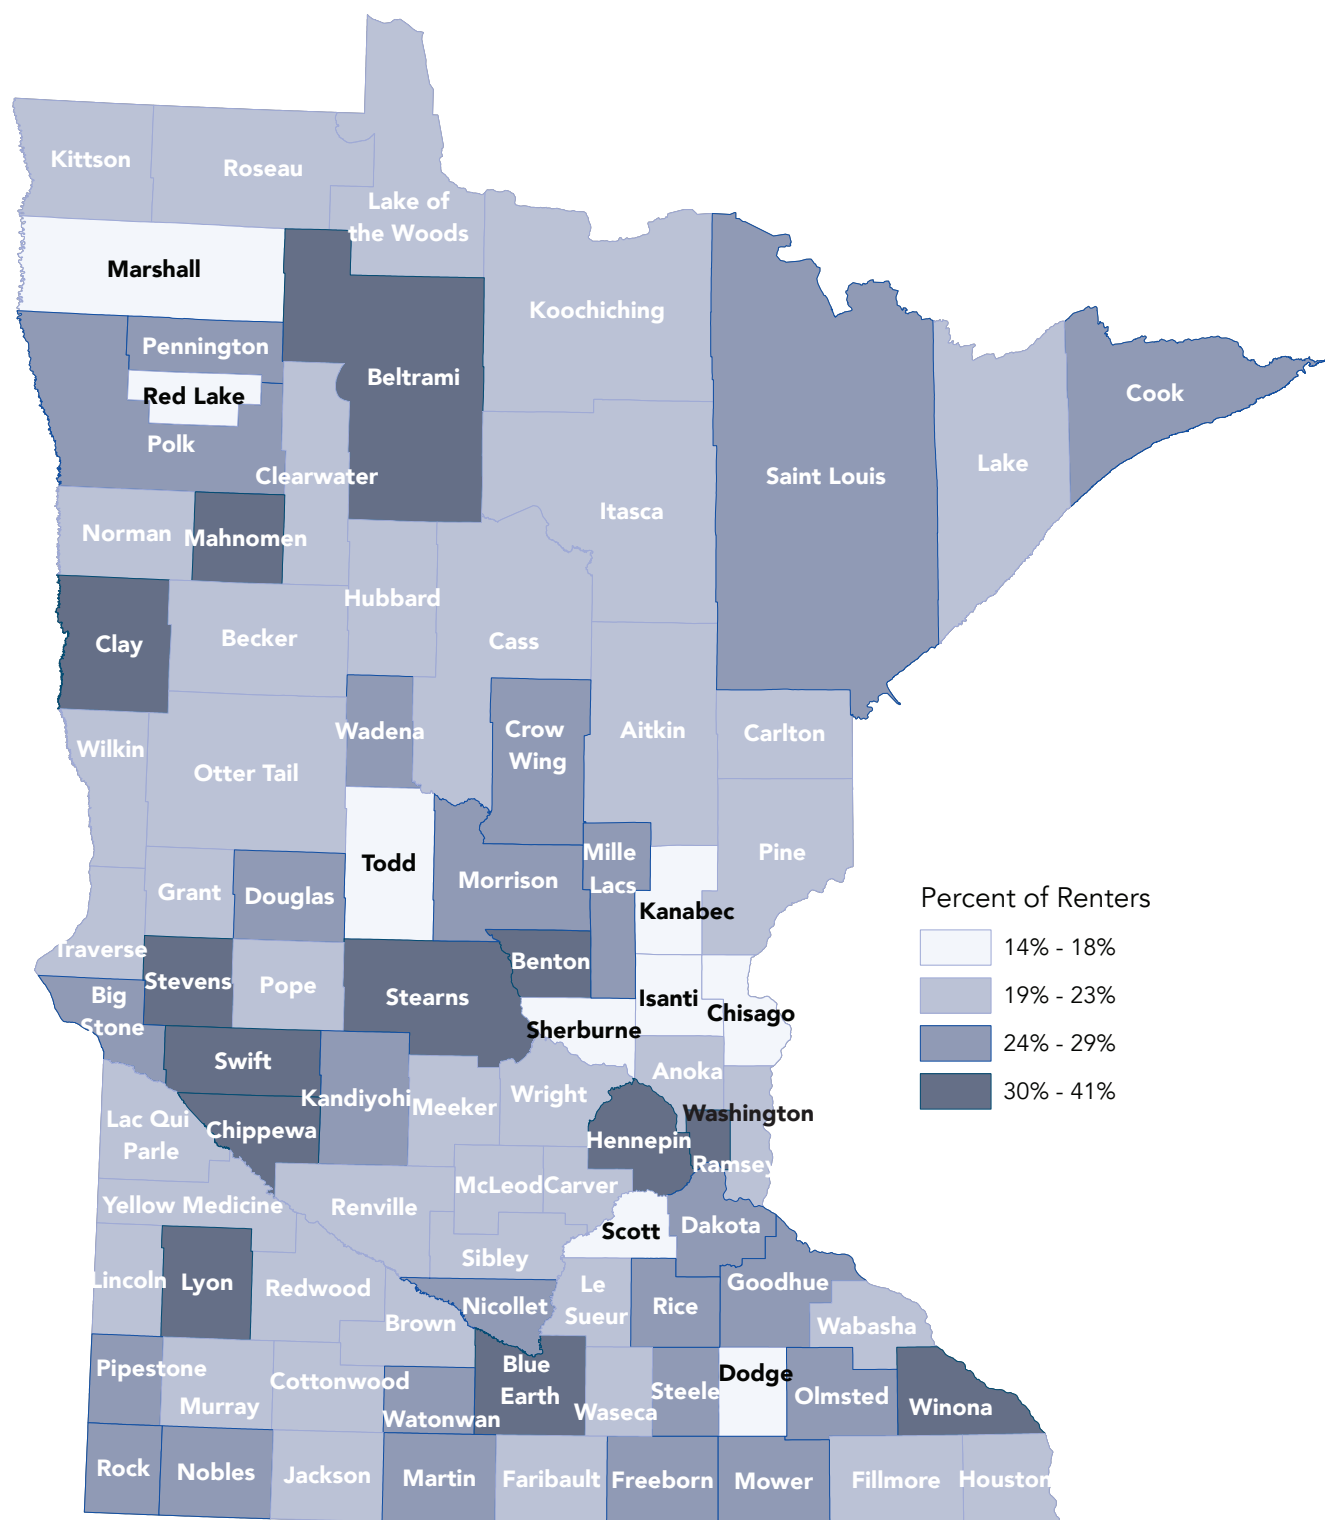 Kittson
Roseau
Lake of
the Woods
Marshall
Koochiching
Pennington
Beltrami
Red Lake
Cook
Polk
Lake
Clearwater
Saint Louis
Itasca
Norman
Mahnomen
Hubbard
Becker
Cass
Clay
Wadena
Crow
Wing
Aitkin
Carlton
Wilkin
Otter Tail
Todd
Mille
Lacs
Pine
Morrison
Grant
Douglas
Kanabec
Traverse
Benton
Stevens
Pope
Stearns
Big
Stone
Isanti
Chisago
Sherburne
Swift
Anoka
Wright
Kandiyohi
Meeker
Washington
Lac Qui
Parle
Chippewa
Hennepin
Ramsey
McLeod
Carver
Yellow Medicine
Renville
Scott
Dakota
Sibley
Lincoln
Lyon
Redwood
Le
Sueur
Goodhue
Nicollet
Rice
Brown
Wabasha
Pipestone
Blue
Earth
Dodge
Cottonwood
Steele
Olmsted
Murray
Watonwan
Waseca
Winona
Rock
Nobles
Jackson
Martin
Faribault
Freeborn
Mower
Fillmore
Houston
Percent of Renters
14% - 18%
19% - 23%
24% - 29%
30% - 41%